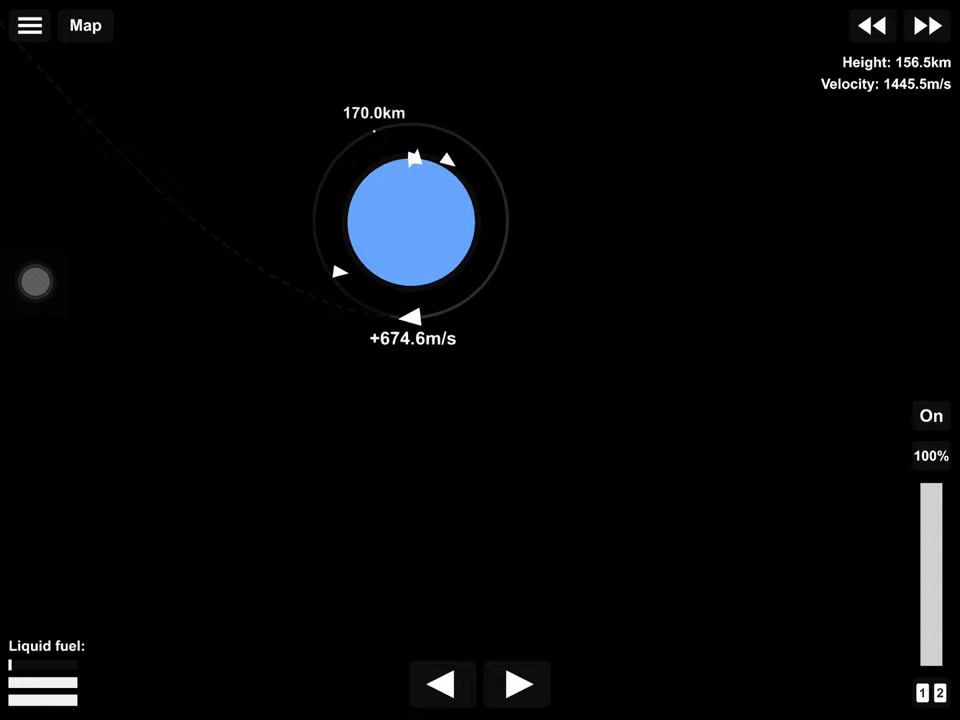 Map
Height: 156.5km
Velocity: 1445.5m/s
170.0km
+674.6m/s
On
100%
Liquid fuel:
1 2